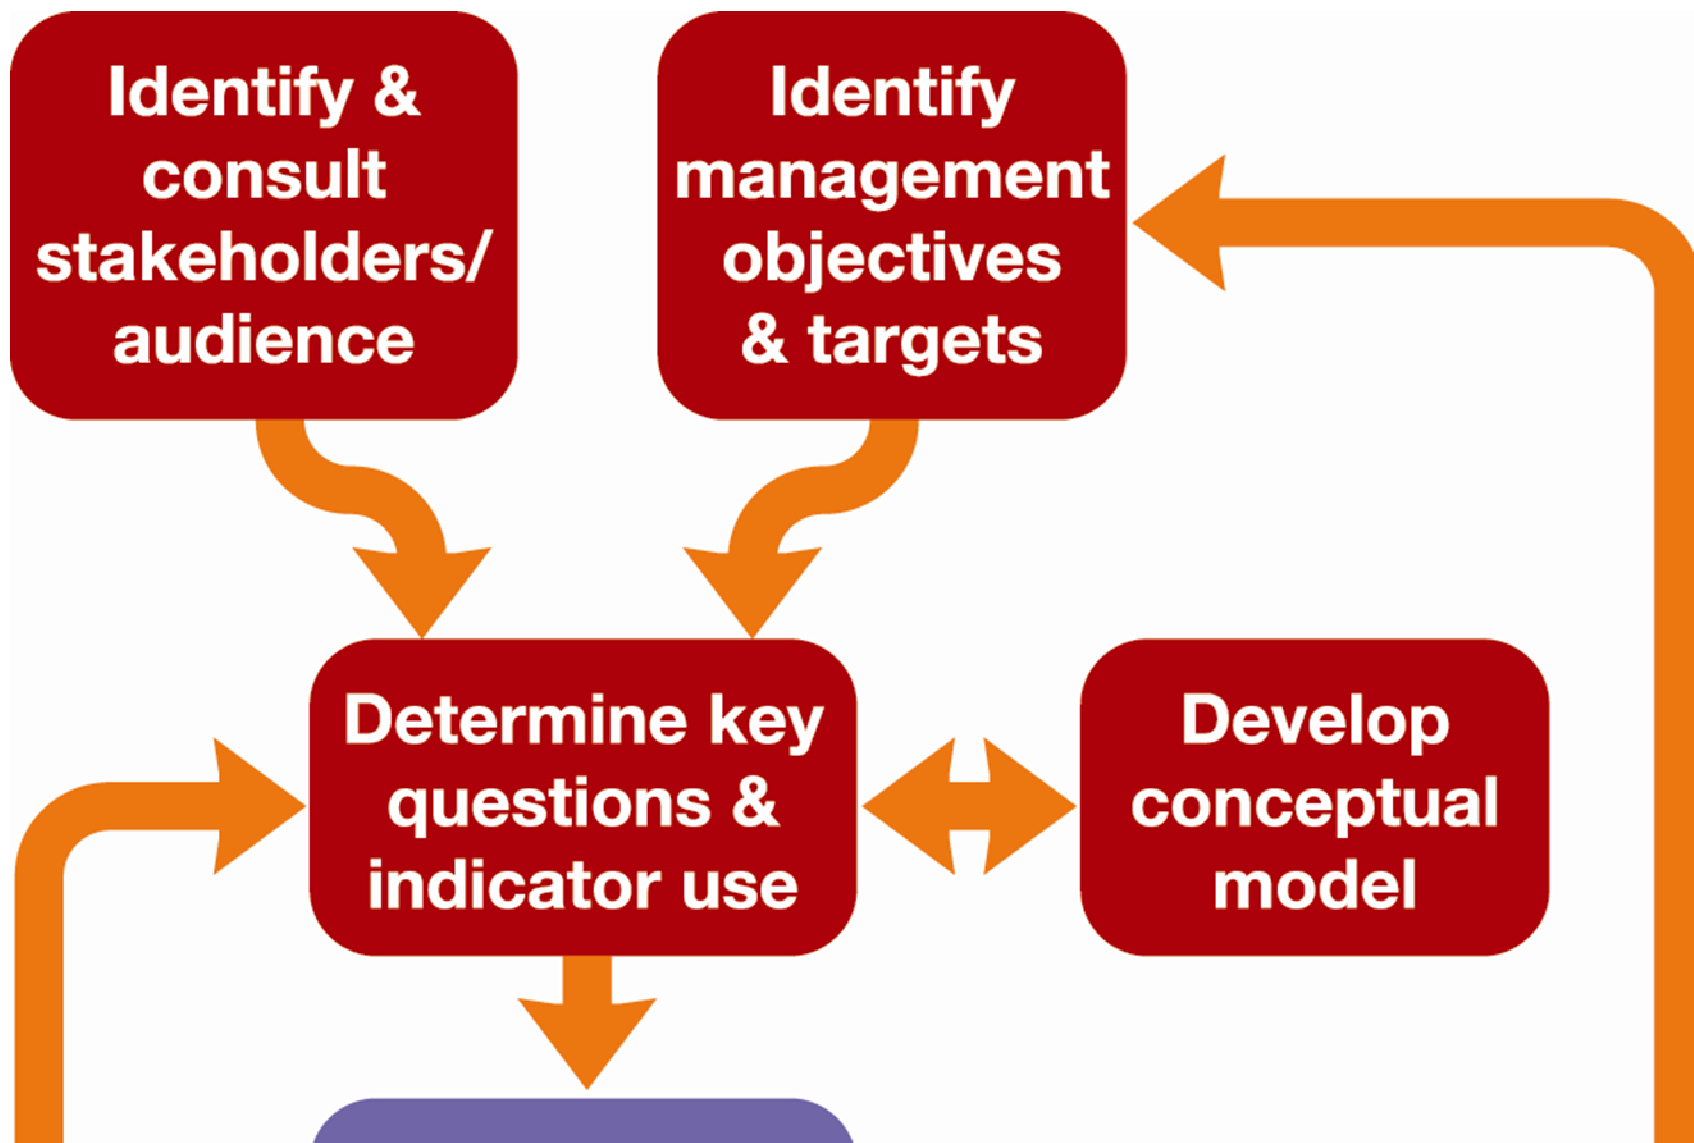 Identify &
consult
stakeholders/
audience
Identify
management
objectives
& targets
Determine key
questions &
indicator use
Develop
conceptual
model